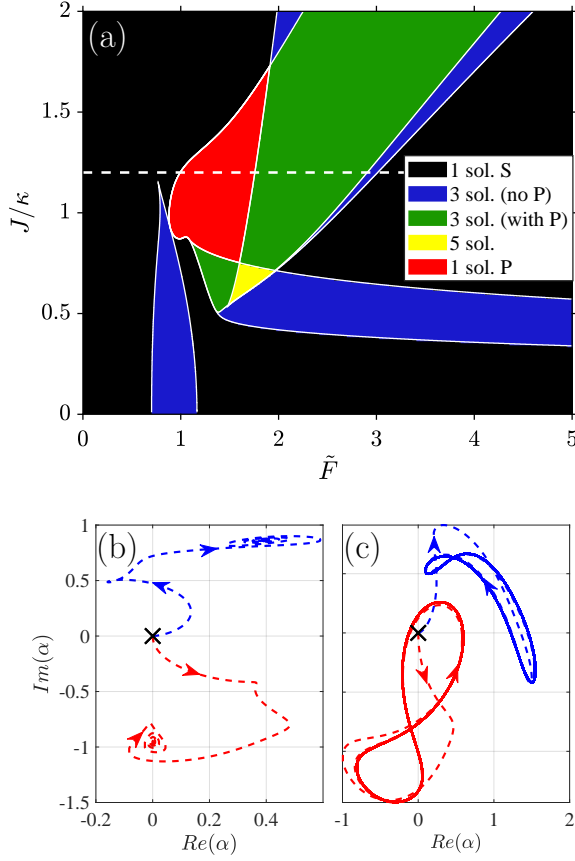 (a)
2
1.5
1
0.5
0
J/κ
1 sol. S
3 sol. (no P)
3 sol. (with P)
5 sol.
1 sol. P
0 1 2 3 4 5
F̃
(b)
1
0.5
0
-0.5
-1
-1.5
Im(α)
-0.2 0 0.2 0.4
Re(α)
(c)
-1 0 1 2
Re(α)